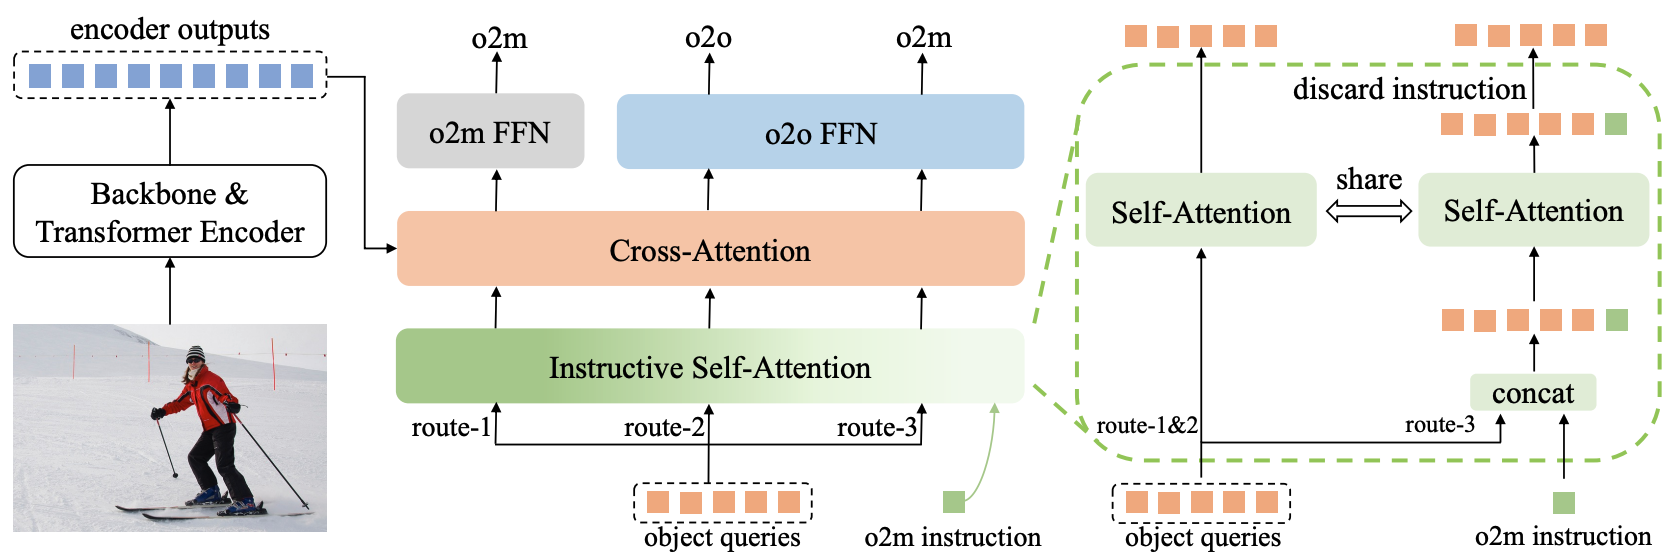 encoder outputs
Backbone &
Transformer Encoder
o2m
o2o
o2m
o2m FFN
o2o FFN
Cross-Attention
Instructive Self-Attention
route-1
route-2
route-3
object queries
o2m instruction
discard instruction
Self-Attention
share
Self-Attention
concat
route-1&2
route-3
object queries
o2m instruction